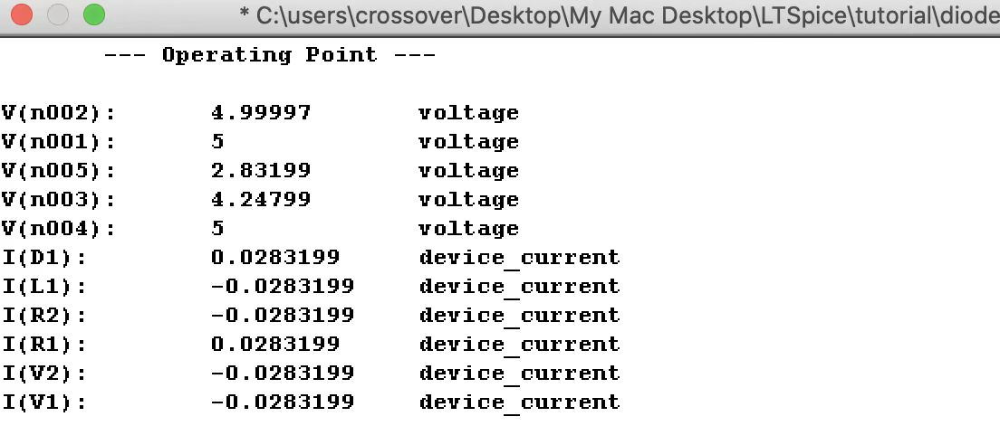 * C:\users\crossover\Desktop\My Mac Desktop\LTSpice\tutorial\diode
--- Operating Point ---
V(n002): 4.99997 voltage
V(n001): 5 voltage
V(n005): 2.83199 voltage
V(n003): 4.24799 voltage
V(n004): 5 voltage
I(D1): 0.0283199 device_current
I(L1): -0.0283199 device_current
I(R2): -0.0283199 device_current
I(R1): 0.0283199 device_current
I(V2): -0.0283199 device_current
I(V1): -0.0283199 device_current